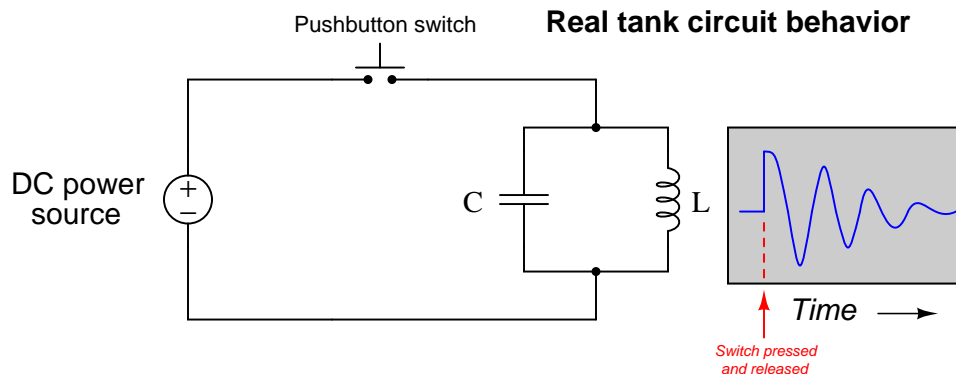 Real tank circuit behavior
Pushbutton switch
DC power
source
+
−
C
L
Time
Switch pressed
and released